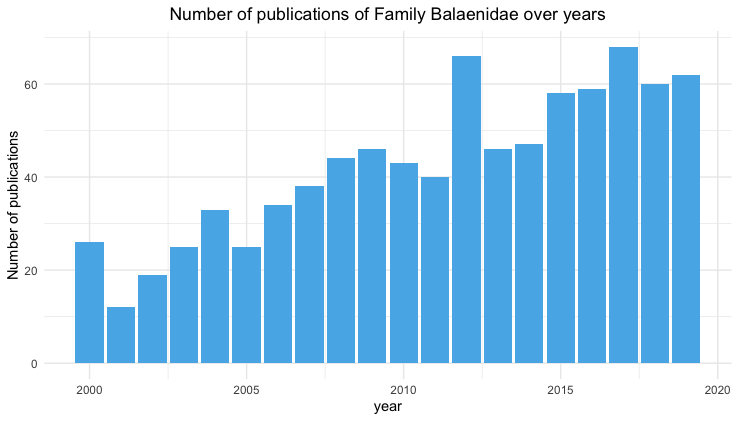 Number of publications of Family Balaenidae over years
Number of publications
60
40
20
0
2000 2005 2010 2015 2020
year